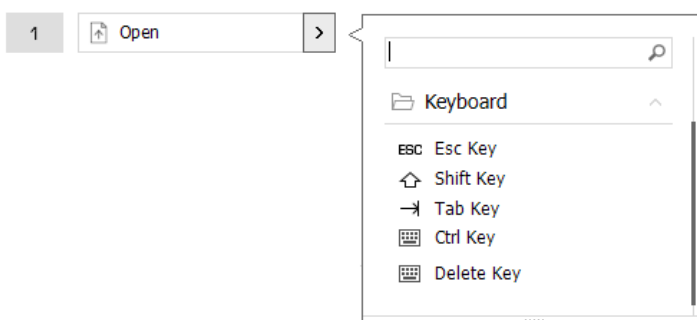 1 Open >
Keyboard
ESC Esc Key
Shift Key
Tab Key
Ctrl Key
Delete Key